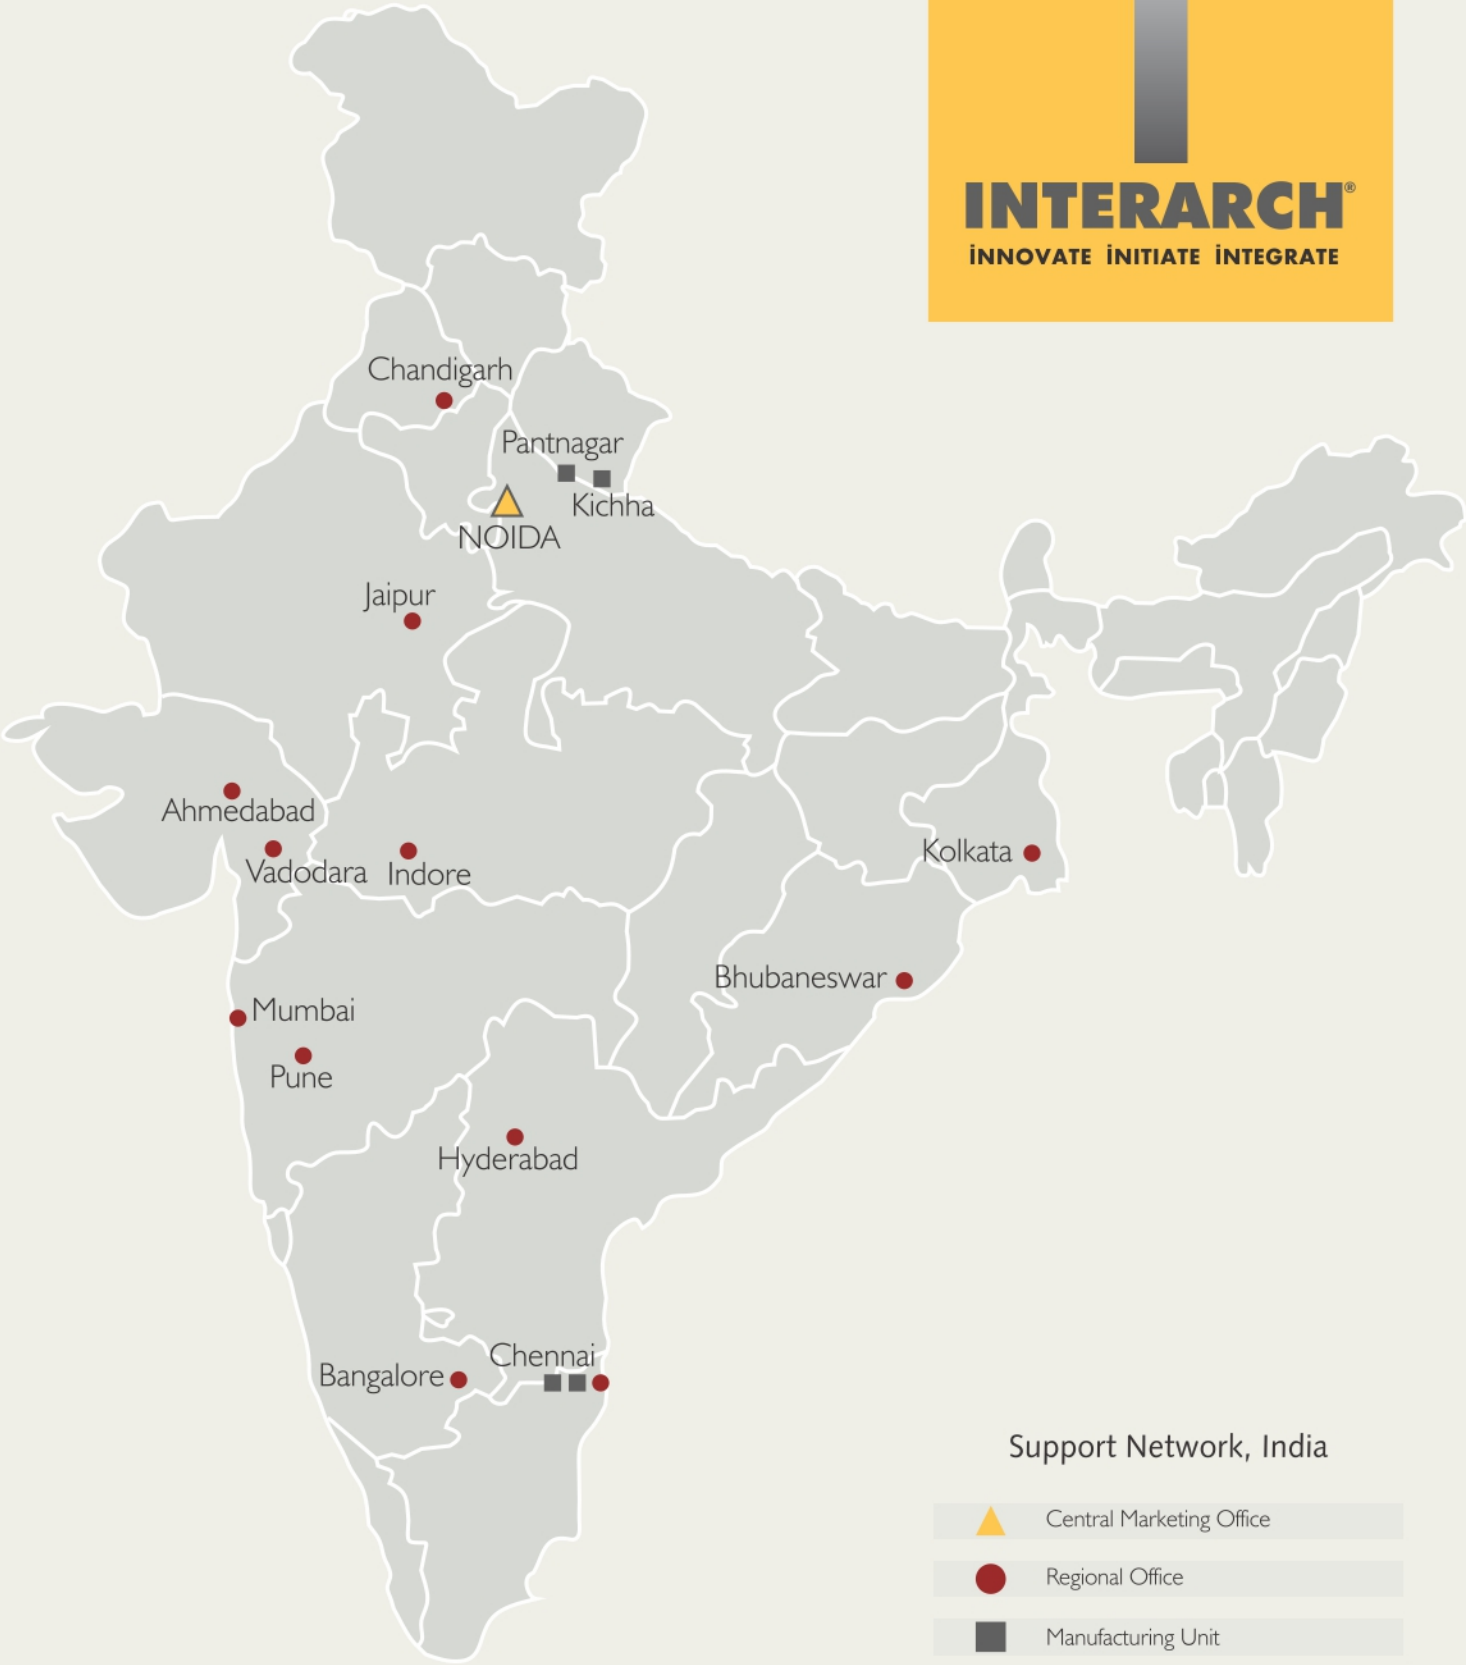 INTERARCH®
iNNOVATE iNITIATE iNTEGRATE
Chandigarh
Pantnagar
Kichha
NOIDA
Jaipur
Ahmedabad
Vadodara
Indore
Kolkata
Bhubaneswar
Mumbai
Pune
Hyderabad
Chennai
Bangalore
Support Network, India
Central Marketing Office
Regional Office
Manufacturing Unit